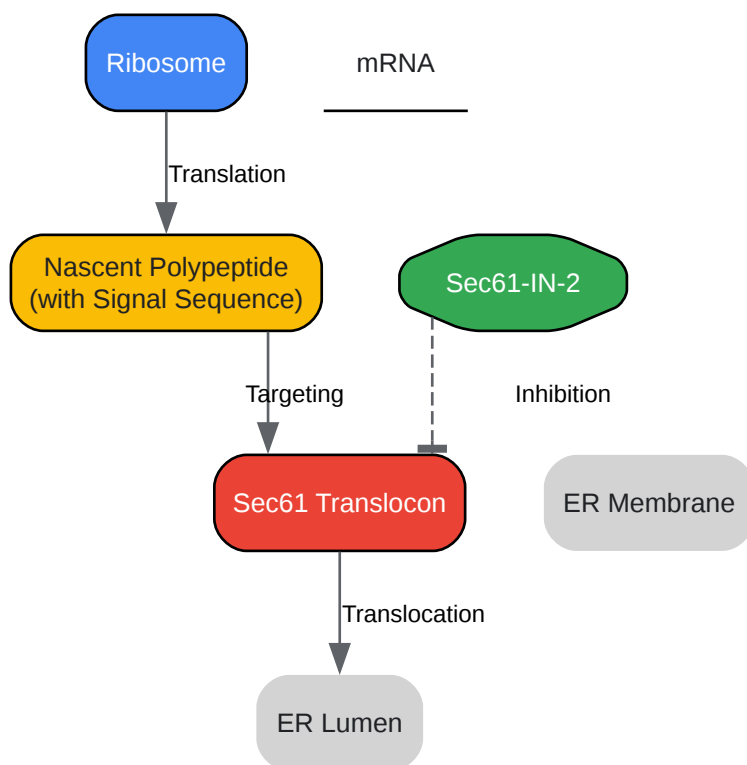 Ribosome
mRNA
Translation
Nascent Polypeptide
(with Signal Sequence)
Sec61-IN-2
Targeting
Inhibition
Sec61 Translocon
ER Membrane
Translocation
ER Lumen